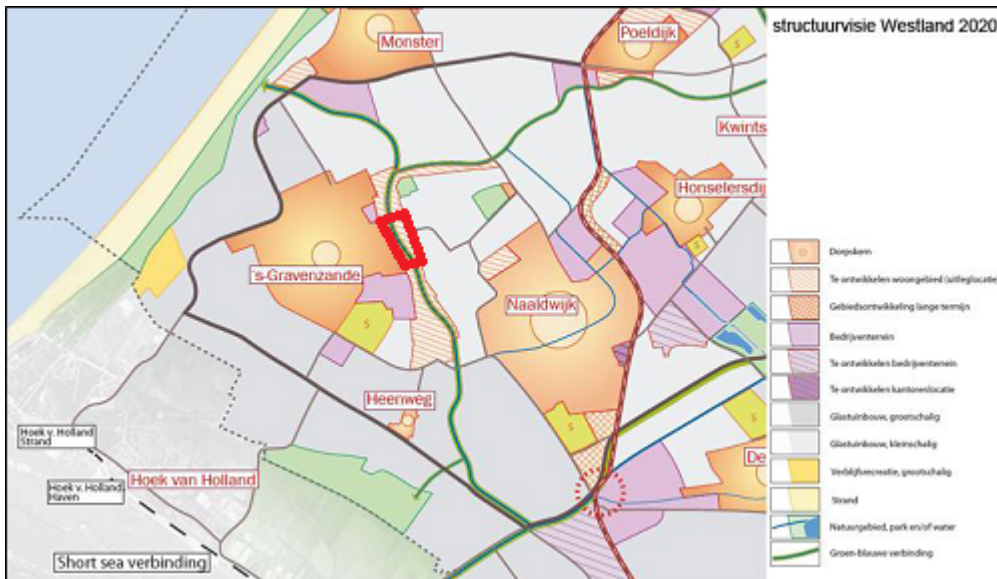 structuurvisie Westland 2020
Monster
Poeldijk
S
Kwints
Honselersdij
S
's-Gravenzande
Naaldwijk
S
Heenweg
S
S
De
Hoek v. Holland
Strand
Hoek v. Holland
Haven
Hoek van Holland
Short sea verbinding
Dorpskern
Te ontwikkelen woongebied (uitleglocatie
Gebiedsontwikkeling lange termijn
Bedrijventerrein
Te ontwikkelen bedrijventerrein
Te ontwikkelen kantorenlocatie
Glastuinbouw, grootschalig
Glastuinbouw, kleinschalig
Verblijfsrecreatie, grootschalig
Strand
Natuurgebied, park en/of water
Groen-blauwe verbinding